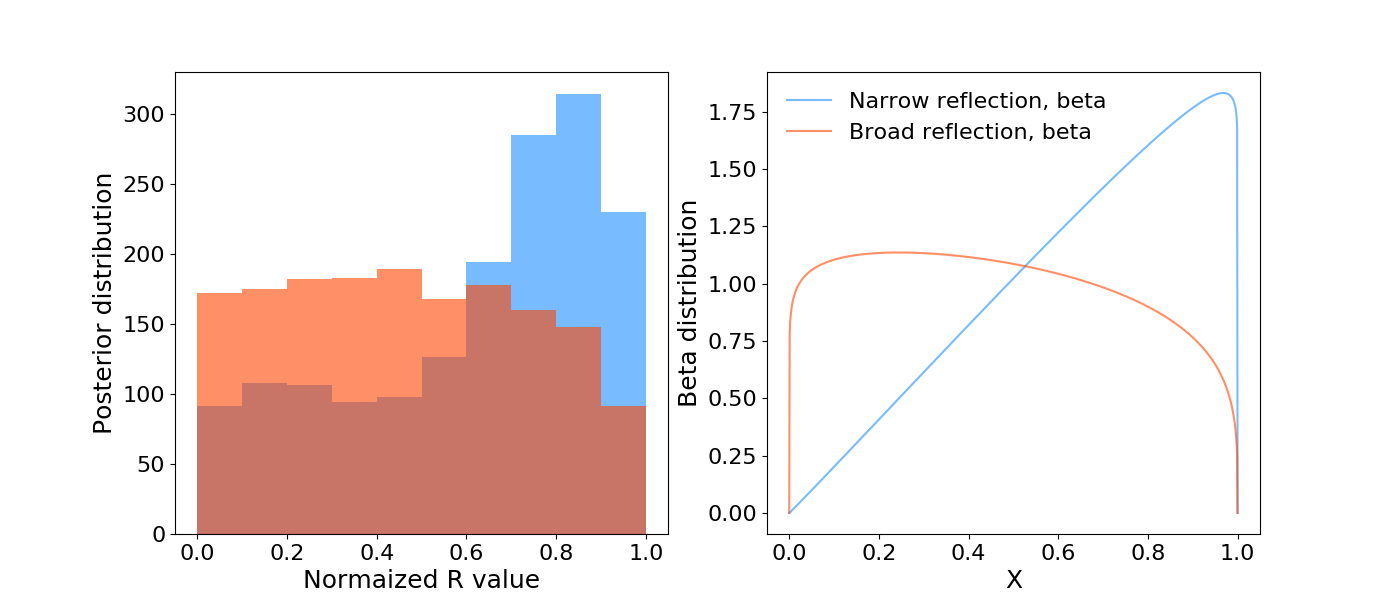 Posterior distribution
300
250
200
150
100
50
0
0.0 0.2 0.4 0.6 0.8 1.0
Normaized R value
Beta distribution
1.75
1.50
1.25
1.00
0.75
0.50
0.25
0.00
Narrow reflection, beta
Broad reflection, beta
0.0 0.2 0.4 0.6 0.8 1.0
X